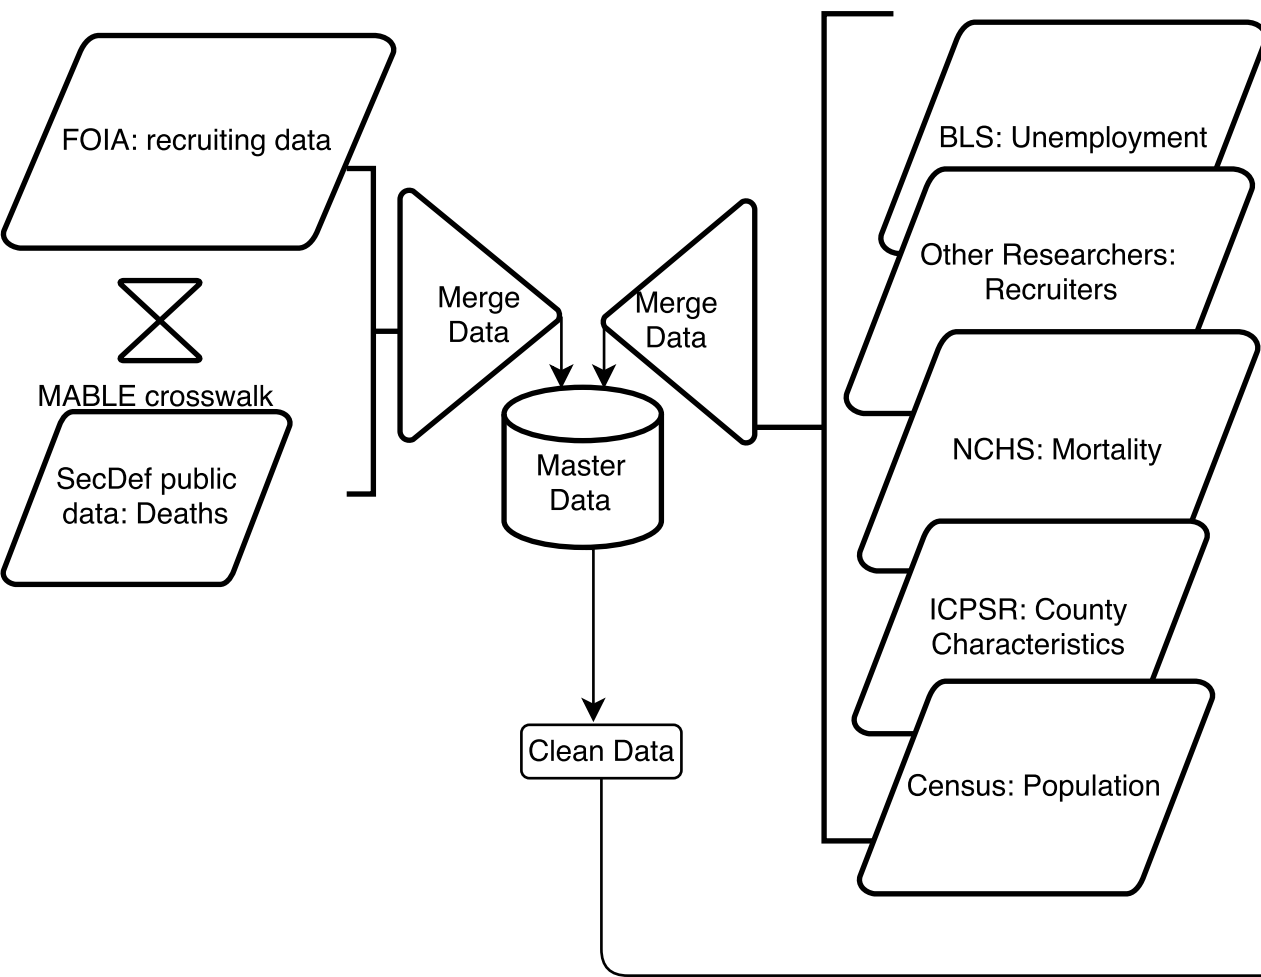 FOIA: recruiting data
MABLE crosswalk
SecDef public
data: Deaths
Merge
Data
Merge
Data
Master
Data
Clean Data
BLS: Unemployment
Other Researchers:
Recruiters
NCHS: Mortality
ICPSR: County
Characteristics
Census: Population